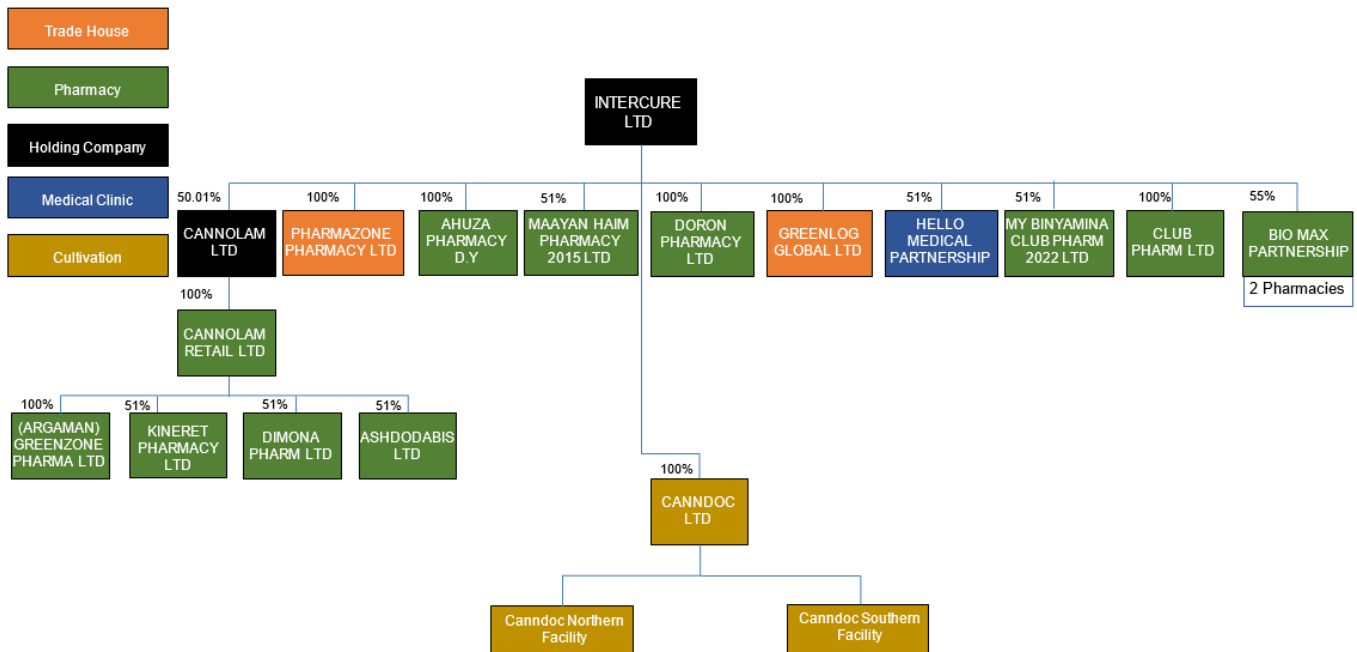 Trade House
Pharmacy
Holding Company
Medical Clinic
Cultivation
INTERCURE
LTD
50.01%
100%
100%
51%
100%
100%
51%
51%
100%
55%
CANNOLAM
LTD
PHARMAZONE
PHARMACY LTD
AHUZA
PHARMACY
D.Y
MAAYAN HAIM
PHARMACY
2015 LTD
DORON
PHARMACY
LTD
GREENLOG
GLOBAL LTD
HELLO
MEDICAL
PARTNERSHIP
MY BINYAMINA
CLUB PHARM
2022 LTD
CLUB
PHARM LTD
BIO MAX
PARTNERSHIP
2 Pharmacies
100%
CANNOLAM
RETAIL LTD
100%
51%
51%
51%
(ARGAMAN)
GREENZONE
PHARMA LTD
KINERET
PHARMACY
LTD
DIMONA
PHARM LTD
ASHDODABIS
LTD
100%
CANNDOC
LTD
Canndoc Northern
Facility
Canndoc Southern
Facility